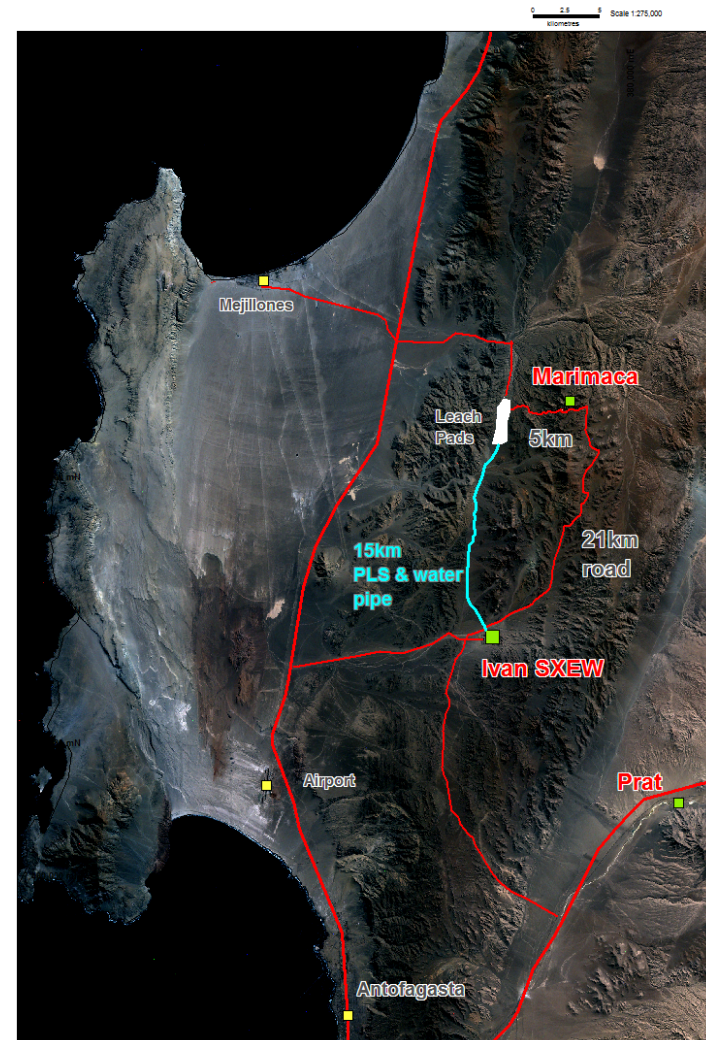 0 2.5 5 Scale 1:275,000
kilometres
Mejillones
Marimaca
Leach
Pads
5km
21km
road
15km
PLS & water
pipe
Ivan SXEW
Airport
Prat
Antofagasta